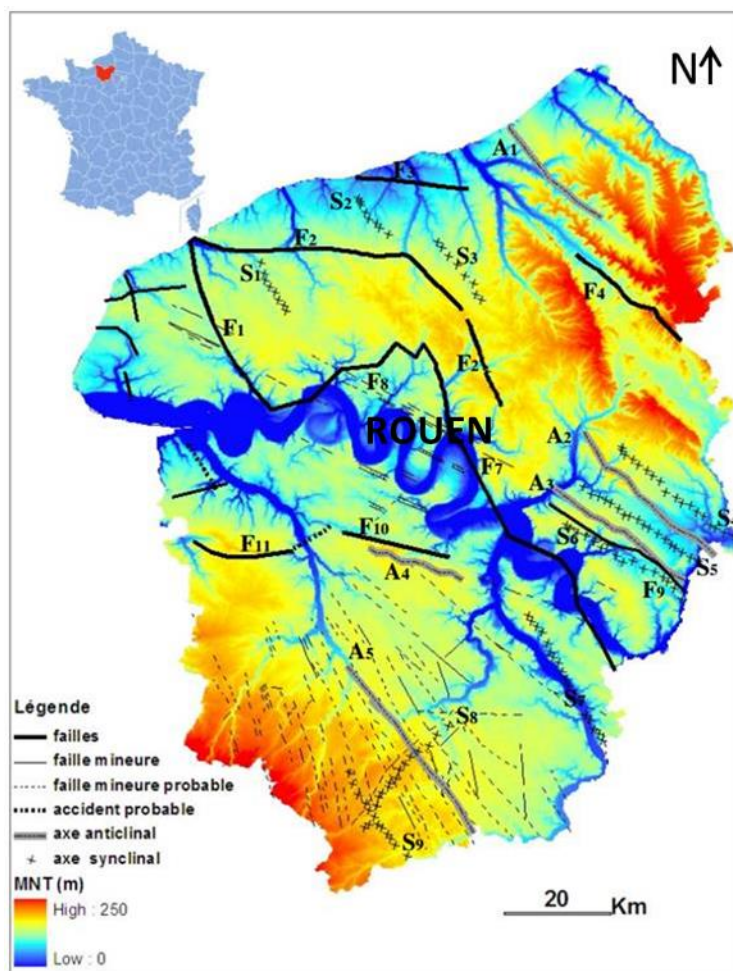 N↑
A1
F3
S2
F2
S3
S1
F4
F1
F2
F8
ROUEN
A2
F7
A3
S4
F10
S6
S5
F11
A4
F9
A5
S7
S8
S9
Légende
failles
faille mineure
faille mineure probable
accident probable
axe anticlinal
axe synclinal
MNT (m)
High : 250
Low : 0
20
Km